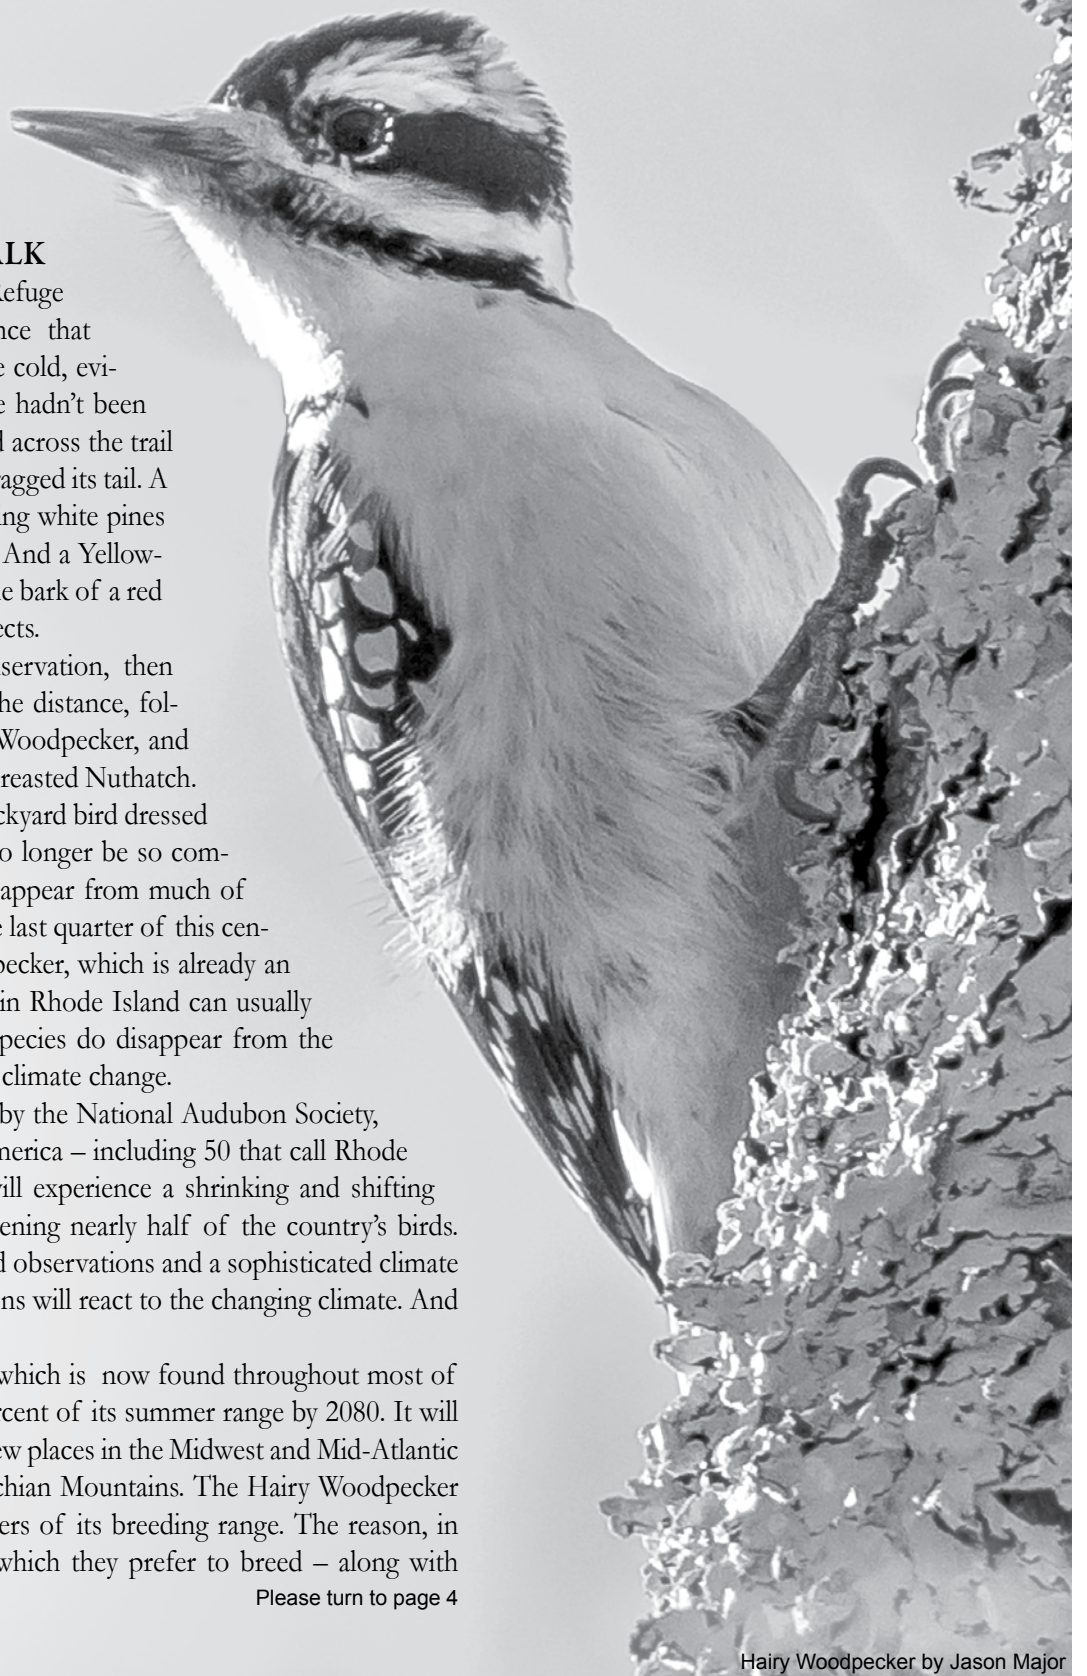 ALK
Refuge
nce that
e cold, evi-
e hadn't been
d across the trail
ragged its tail. A
ing white pines
And a Yellow-
e bark of a red
ects.
servation, then
he distance, fol-
Woodpecker, and
reasted Nuthatch.
ckyard bird dressed
o longer be so com-
appear from much of
e last quarter of this cen-
pecker, which is already an
in Rhode Island can usually
pecies do disappear from the
climate change.
by the National Audubon Society,
merica – including 50 that call Rhode
vill experience a shrinking and shifting
ening nearly half of the country's birds.
d observations and a sophisticated climate
ns will react to the changing climate. And
which is now found throughout most of
rcent of its summer range by 2080. It will
ew places in the Midwest and Mid-Atlantic
chian Mountains. The Hairy Woodpecker
ers of its breeding range. The reason, in
which they prefer to breed – along with
Please turn to page 4
Hairy Woodpecker by Jason Major